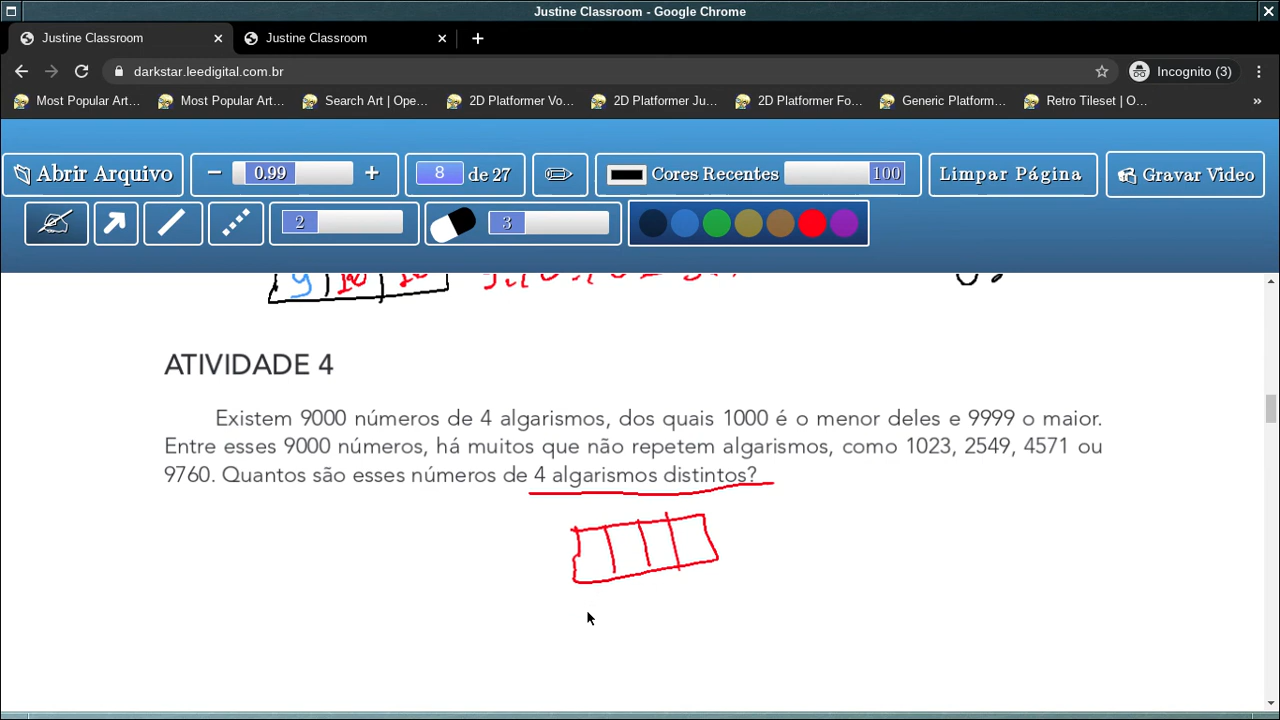 Justine Classroom - Google Chrome
Justine Classroom
Justine Classroom
darkstar.leedigital.com.br
Incognito (3)
Most Popular Art…
Most Popular Art…
Search Art | Ope…
2D Platformer Vo…
2D Platformer Ju…
2D Platformer Fo…
Generic Platform…
Retro Tileset | O…
Abrir Arquivo
0.99
8 de 27
Cores Recentes
100
Limpar Página
Gravar Video
2
3
9 10
ATIVIDADE 4
Existem 9000 números de 4 algarismos, dos quais 1000 é o menor deles e 9999 o maior.
Entre esses 9000 números, há muitos que não repetem algarismos, como 1023, 2549, 4571 ou
9760. Quantos são esses números de 4 algarismos distintos?